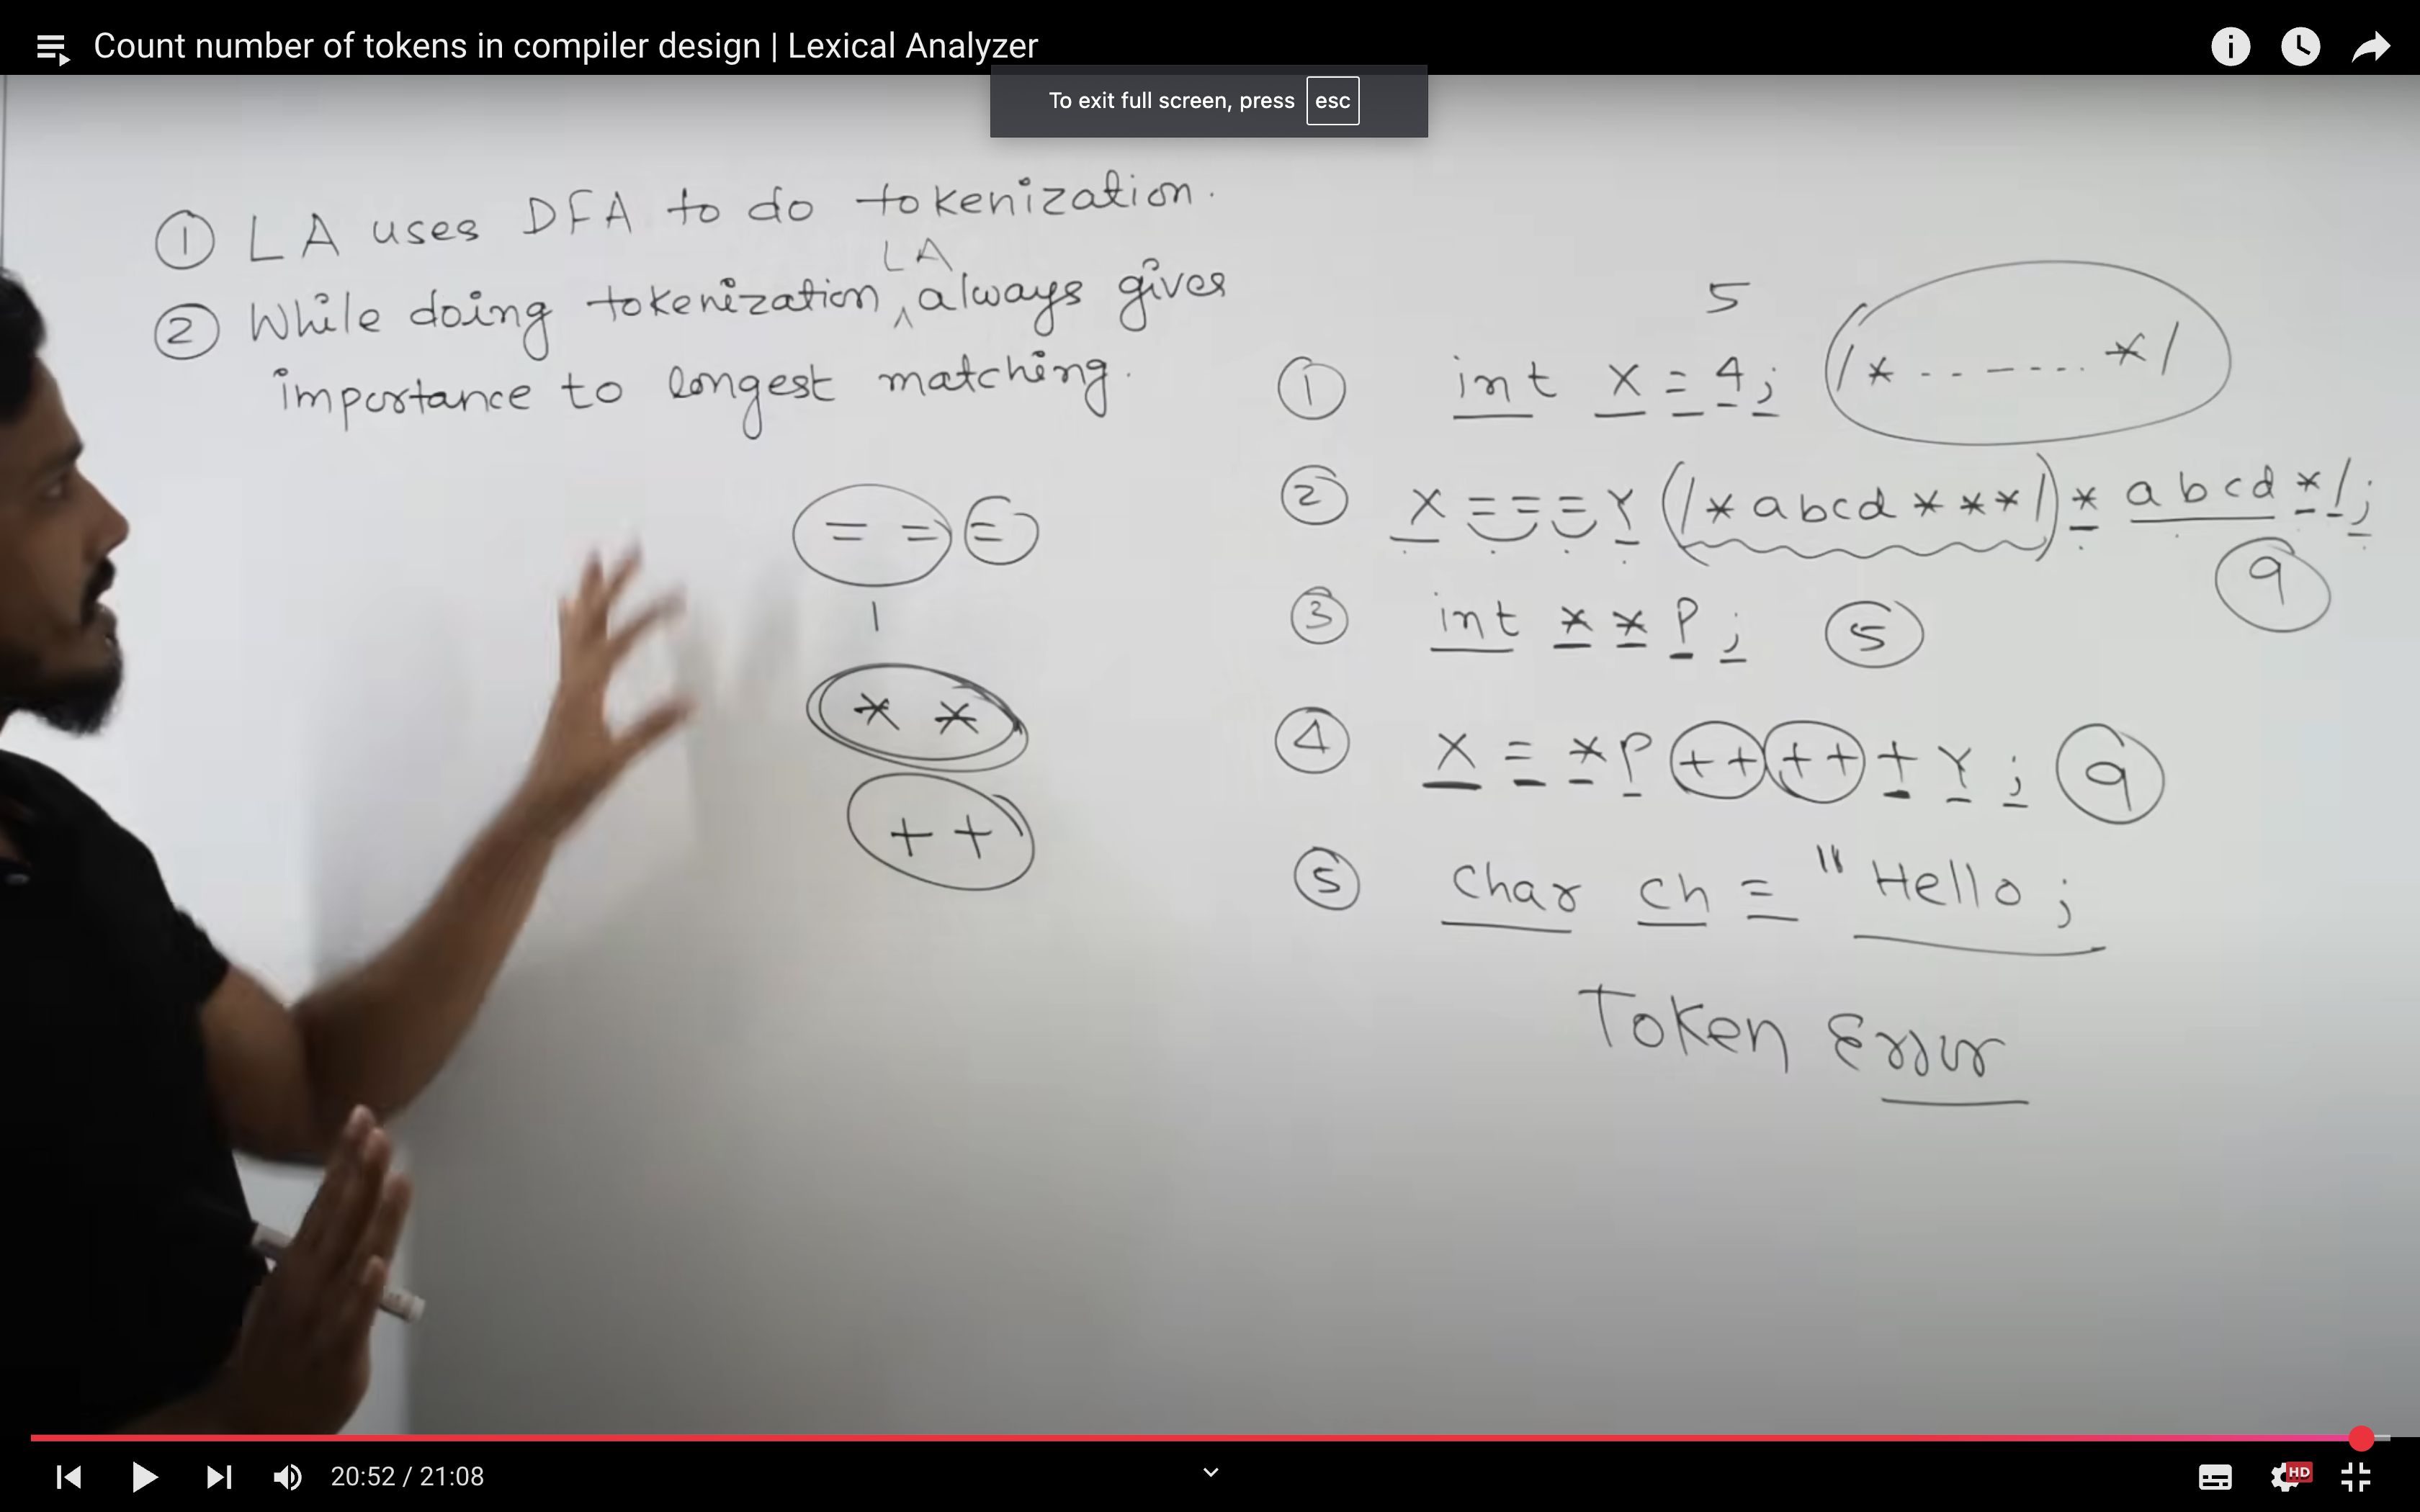 Count number of tokens in compiler design | Lexical Analyzer
To exit full screen, press esc
① LA uses DFA to do tokenization.
LA
② While doing tokenization ^ always gives
importance to longest matching.
= = =
1
* *
+ +
5
① int x = 4; /* - - - - - - - */
② x = = = Y (/* abcd * * */) * abcd */;
9
③ int * * P ; ⑤
④ x = * P + + + + + Y ; 9
⑤ char ch = "Hello ;
Token Error
20:52 / 21:08
HD